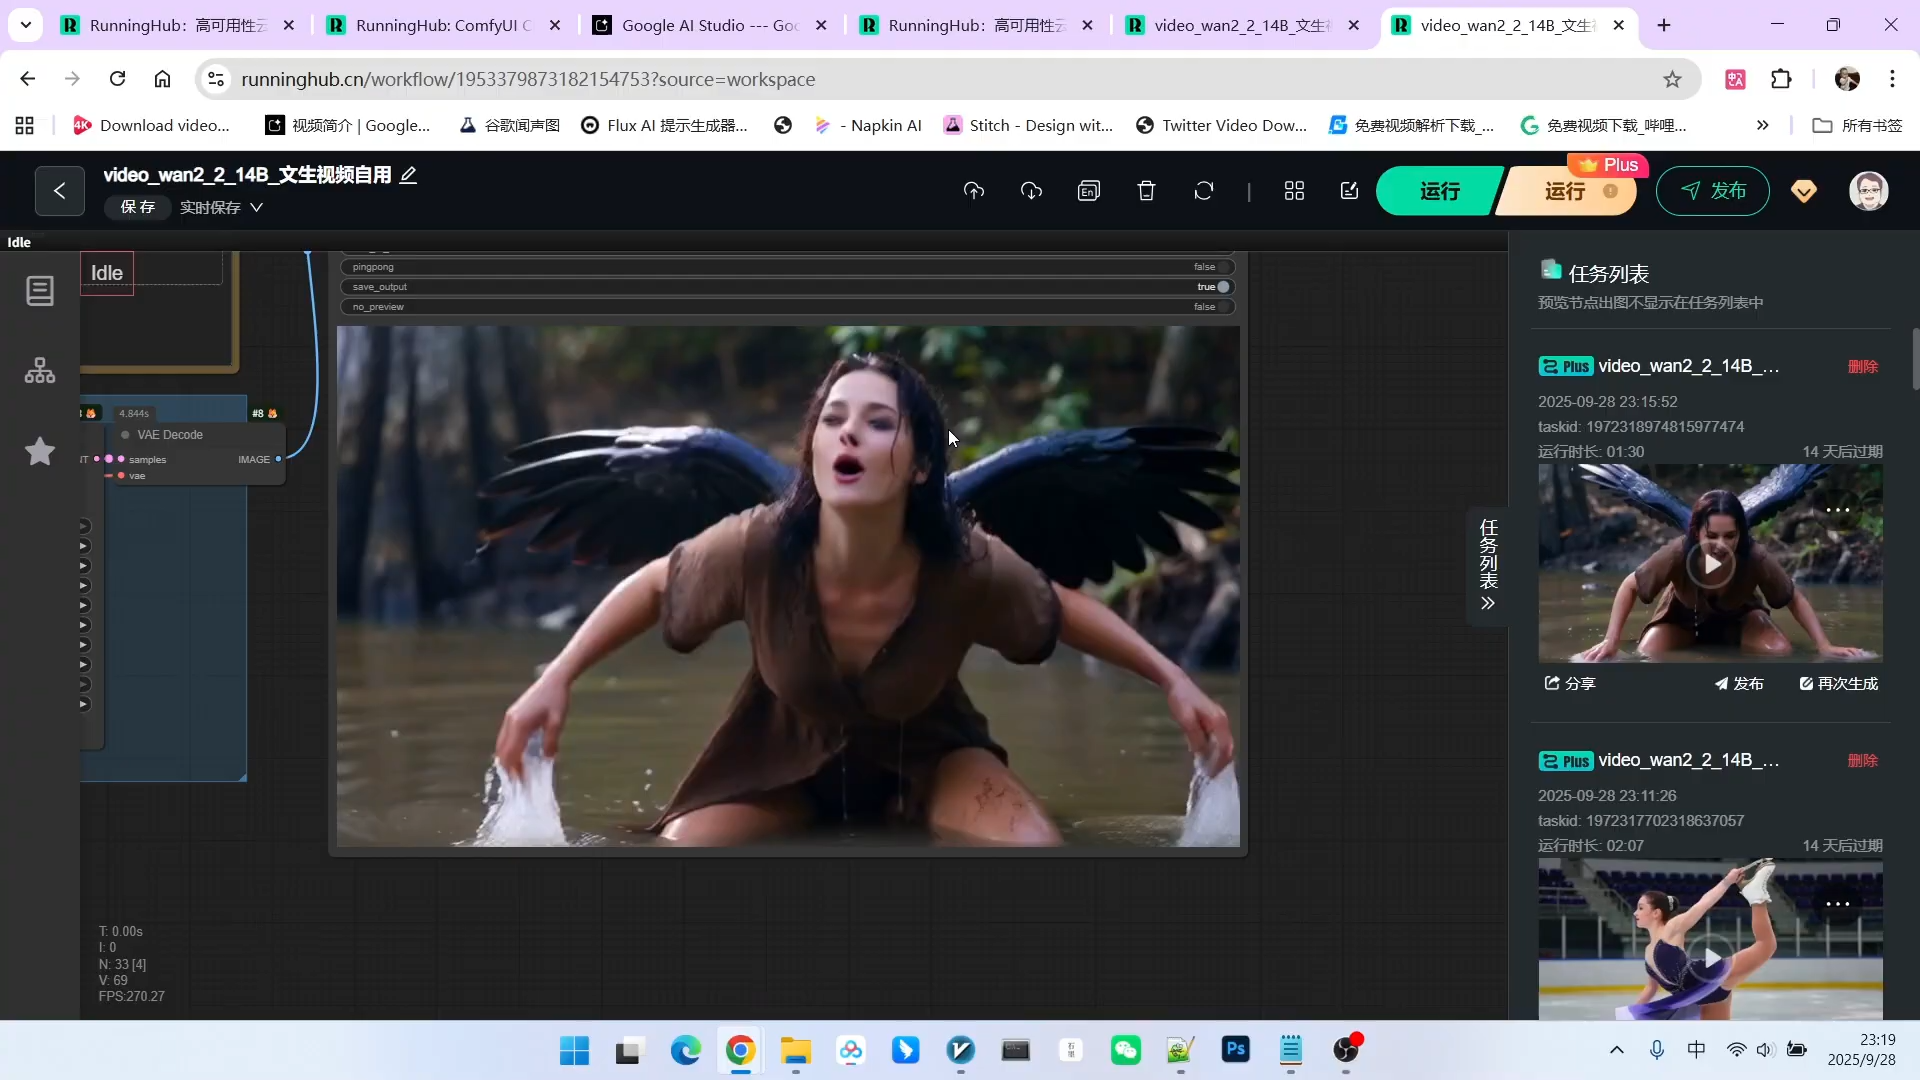 RunningHub：高可用性云
RunningHub: ComfyUI C
Google AI Studio --- Goo
RunningHub：高可用性云
video_wan2_2_14B_文生视
video_wan2_2_14B_文生视
runninghub.cn/workflow/1953379873182154753?source=workspace
4K
Download video...
视频简介 | Google...
谷歌闻声图
Flux AI 提示生成器...
- Napkin AI
Stitch - Design wit...
Twitter Video Dow...
免费视频解析下载_...
免费视频下载_哔哩...
所有书签
video_wan2_2_14B_文生视频自用
保存
实时保存
En
运行
运行
Plus
发布
Idle
Idle
pingpong false
save_output true
no_preview false
4.844s
#8
VAE Decode
samples IMAGE
vae
T: 0.00s
I: 0
N: 33 [4]
V: 69
FPS:270.27
任务列表
任务列表
预览节点出图不显示在任务列表中
Plus video_wan2_2_14B_... 删除
2025-09-28 23:15:52
taskid: 1972318974815977474
运行时长: 01:30 14 天后过期
分享 发布 再次生成
Plus video_wan2_2_14B_... 删除
2025-09-28 23:11:26
taskid: 1972317702318637057
运行时长: 02:07 14 天后过期
Ps
中
23:19
2025/9/28